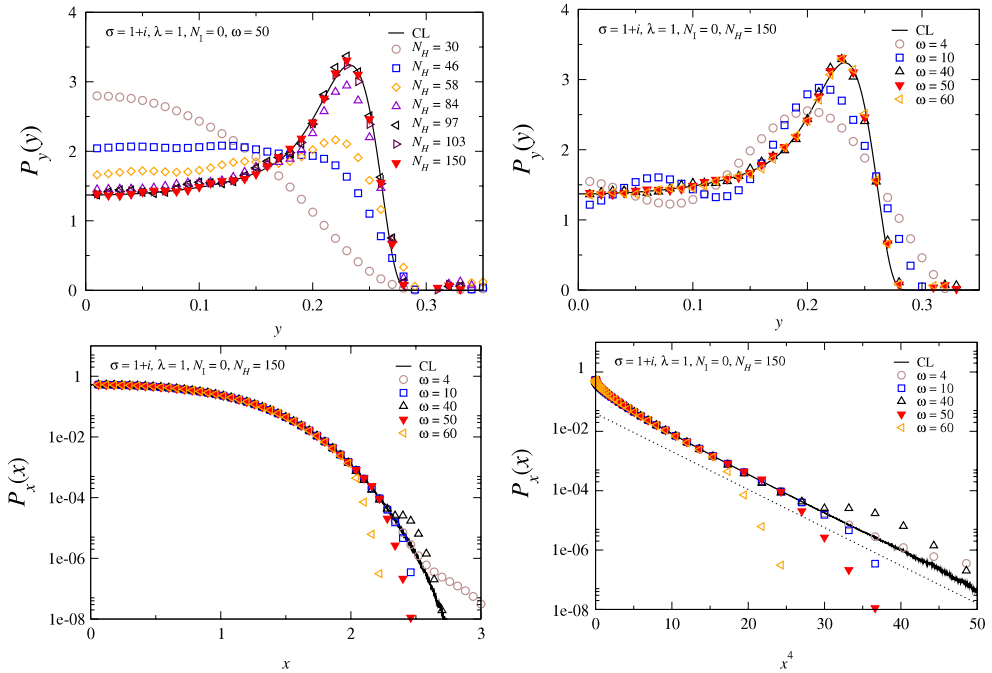 σ = 1+i, λ = 1, N_I = 0, ω = 50
CL
N_H = 30
N_H = 46
N_H = 58
N_H = 84
N_H = 97
N_H = 103
N_H = 150
P_y(y)
4
3
2
1
0
0
0.1
0.2
0.3
y
σ = 1+i, λ = 1, N_I = 0, N_H = 150
CL
ω = 4
ω = 10
ω = 40
ω = 50
ω = 60
P_y(y)
4
3
2
1
0
0
0.1
0.2
0.3
y
σ = 1+i, λ = 1, N_I = 0, N_H = 150
CL
ω = 4
ω = 10
ω = 40
ω = 50
ω = 60
P_x(x)
1
1e-02
1e-04
1e-06
1e-08
0
1
2
3
x
σ = 1+i, λ = 1, N_I = 0, N_H = 150
CL
ω = 4
ω = 10
ω = 40
ω = 50
ω = 60
P_x(x)
1
1e-02
1e-04
1e-06
1e-08
0
10
20
30
40
50
x^4